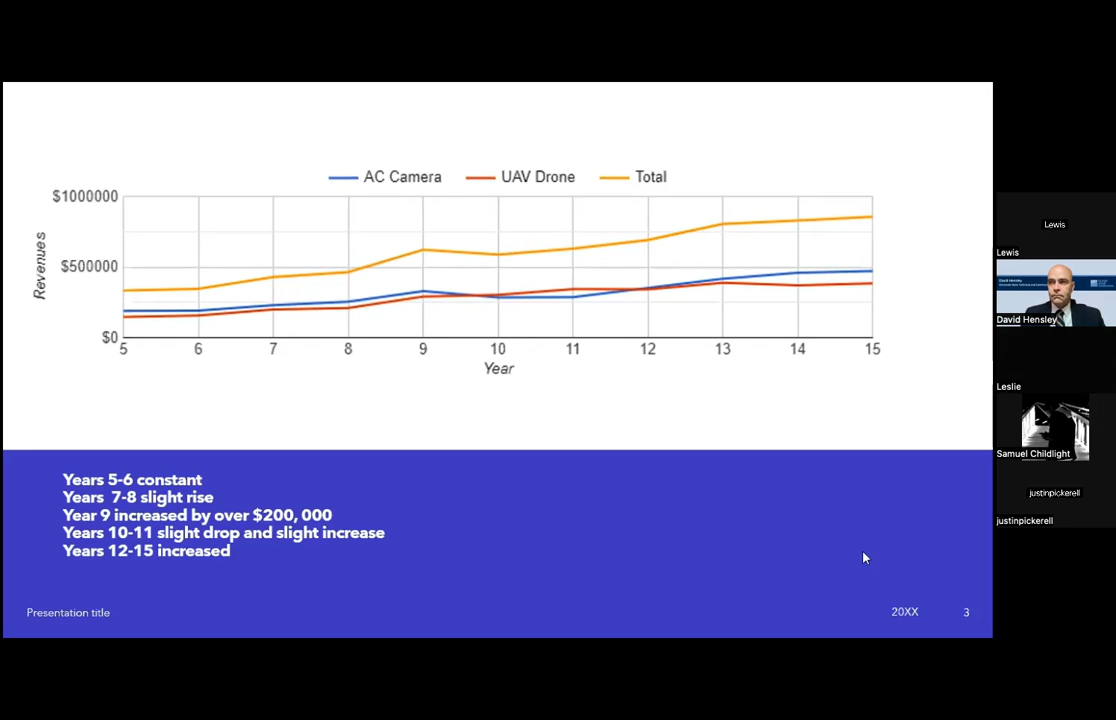 AC Camera UAV Drone Total
$1000000
$500000
$0
Revenues
5 6 7 8 9 10 11 12 13 14 15
Year
Years 5-6 constant
Years  7-8 slight rise
Year 9 increased by over $200, 000
Years 10-11 slight drop and slight increase
Years 12-15 increased
Presentation title
20XX
3
Lewis
Lewis
David Hensley
David Hensley
Leslie
Samuel Childlight
justinpickerell
justinpickerell